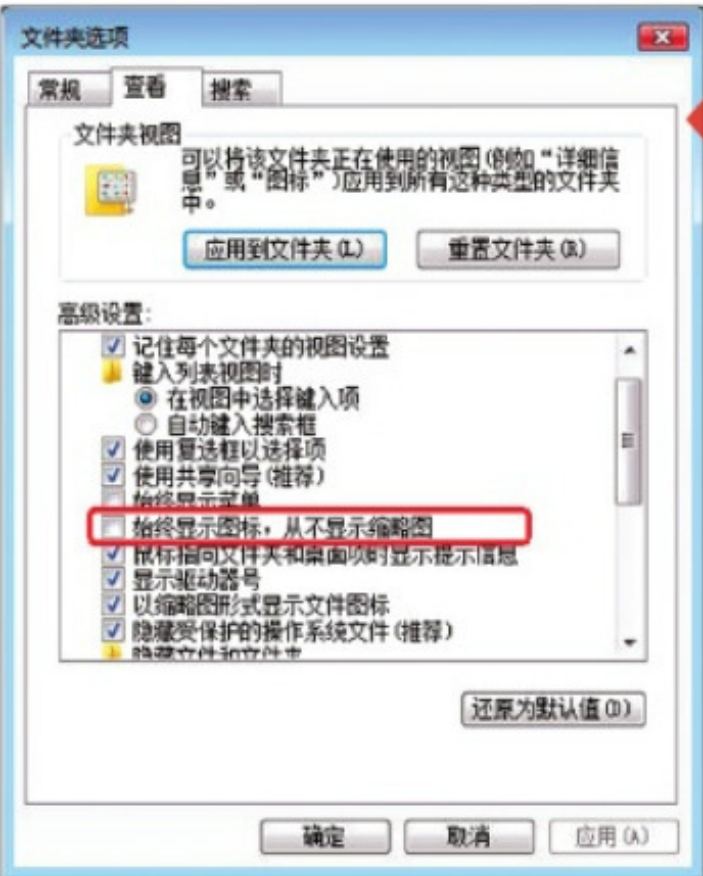 文件夹选项
常规 查看 搜索
文件夹视图
可以将该文件夹正在使用的视图(例如“详细信
息”或“图标”)应用到所有这种类型的文件夹
中。
应用到文件夹(L) 重置文件夹(R)
高级设置:
记住每个文件夹的视图设置
键入列表视图时
在视图中选择键入项
自动键入搜索框
使用复选框以选择项
使用共享向导(推荐)
始终显示菜单
始终显示图标，从不显示缩略图
鼠标指向文件夹和桌面项时显示提示信息
显示驱动器号
以缩略图形式显示文件图标
隐藏受保护的操作系统文件(推荐)
隐藏文件和文件夹
还原为默认值(D)
确定 取消 应用(A)